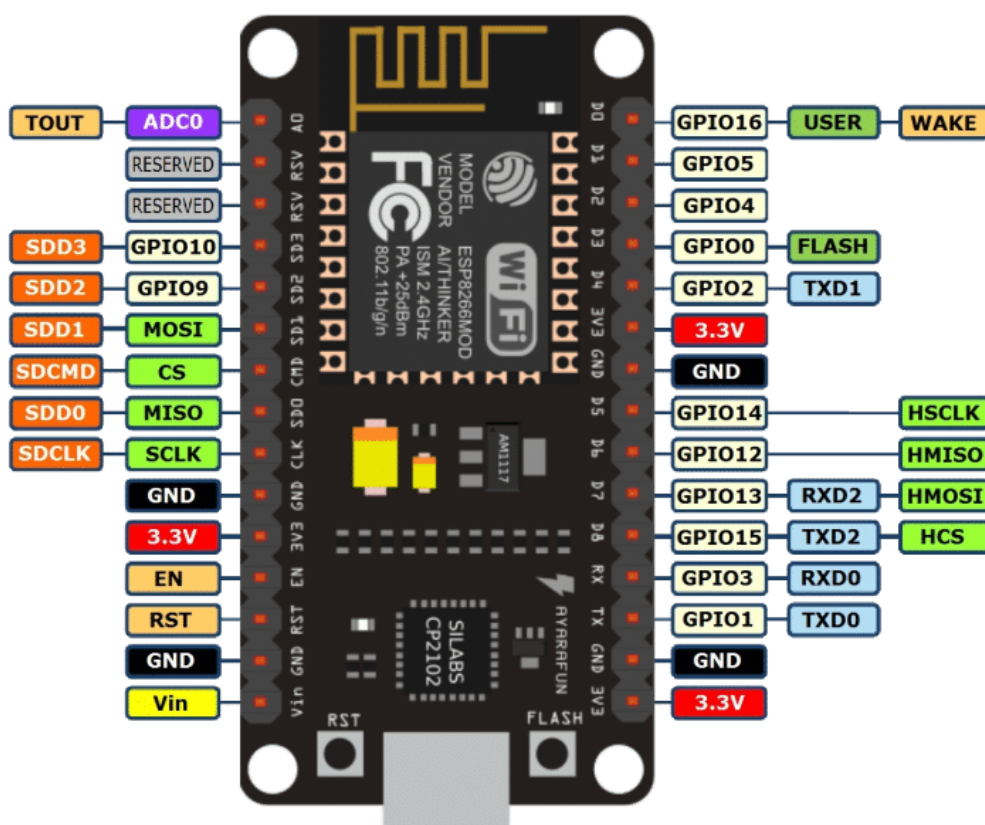 TOUT ADC0 A0 D0 GPIO16 USER WAKE
RESERVED RSV D1 GPIO5
RESERVED RSV D2 GPIO4
SDD3 GPIO10 SD3 D3 GPIO0 FLASH
SDD2 GPIO9 SD2 D4 GPIO2 TXD1
SDD1 MOSI SD1 3V3 3.3V
SDCMD CS CMD GND GND
SDD0 MISO SD0 D5 GPIO14 HSCLK
SDCLK SCLK CLK D6 GPIO12 HMISO
GND GND D7 GPIO13 RXD2 HMOSI
3.3V 3V3 D8 GPIO15 TXD2 HCS
EN EN RX GPIO3 RXD0
RST RST TX GPIO1 TXD0
GND GND GND GND
Vin Vin 3V3 3.3V
MODEL ESP8266MOD
VENDOR AI/THINKER
ISM 2.4GHz
PA +25dBm
802.11b/g/n
FC
WiFi
AM1117
SILABS
CP2102
AYARAFUN
RST
FLASH